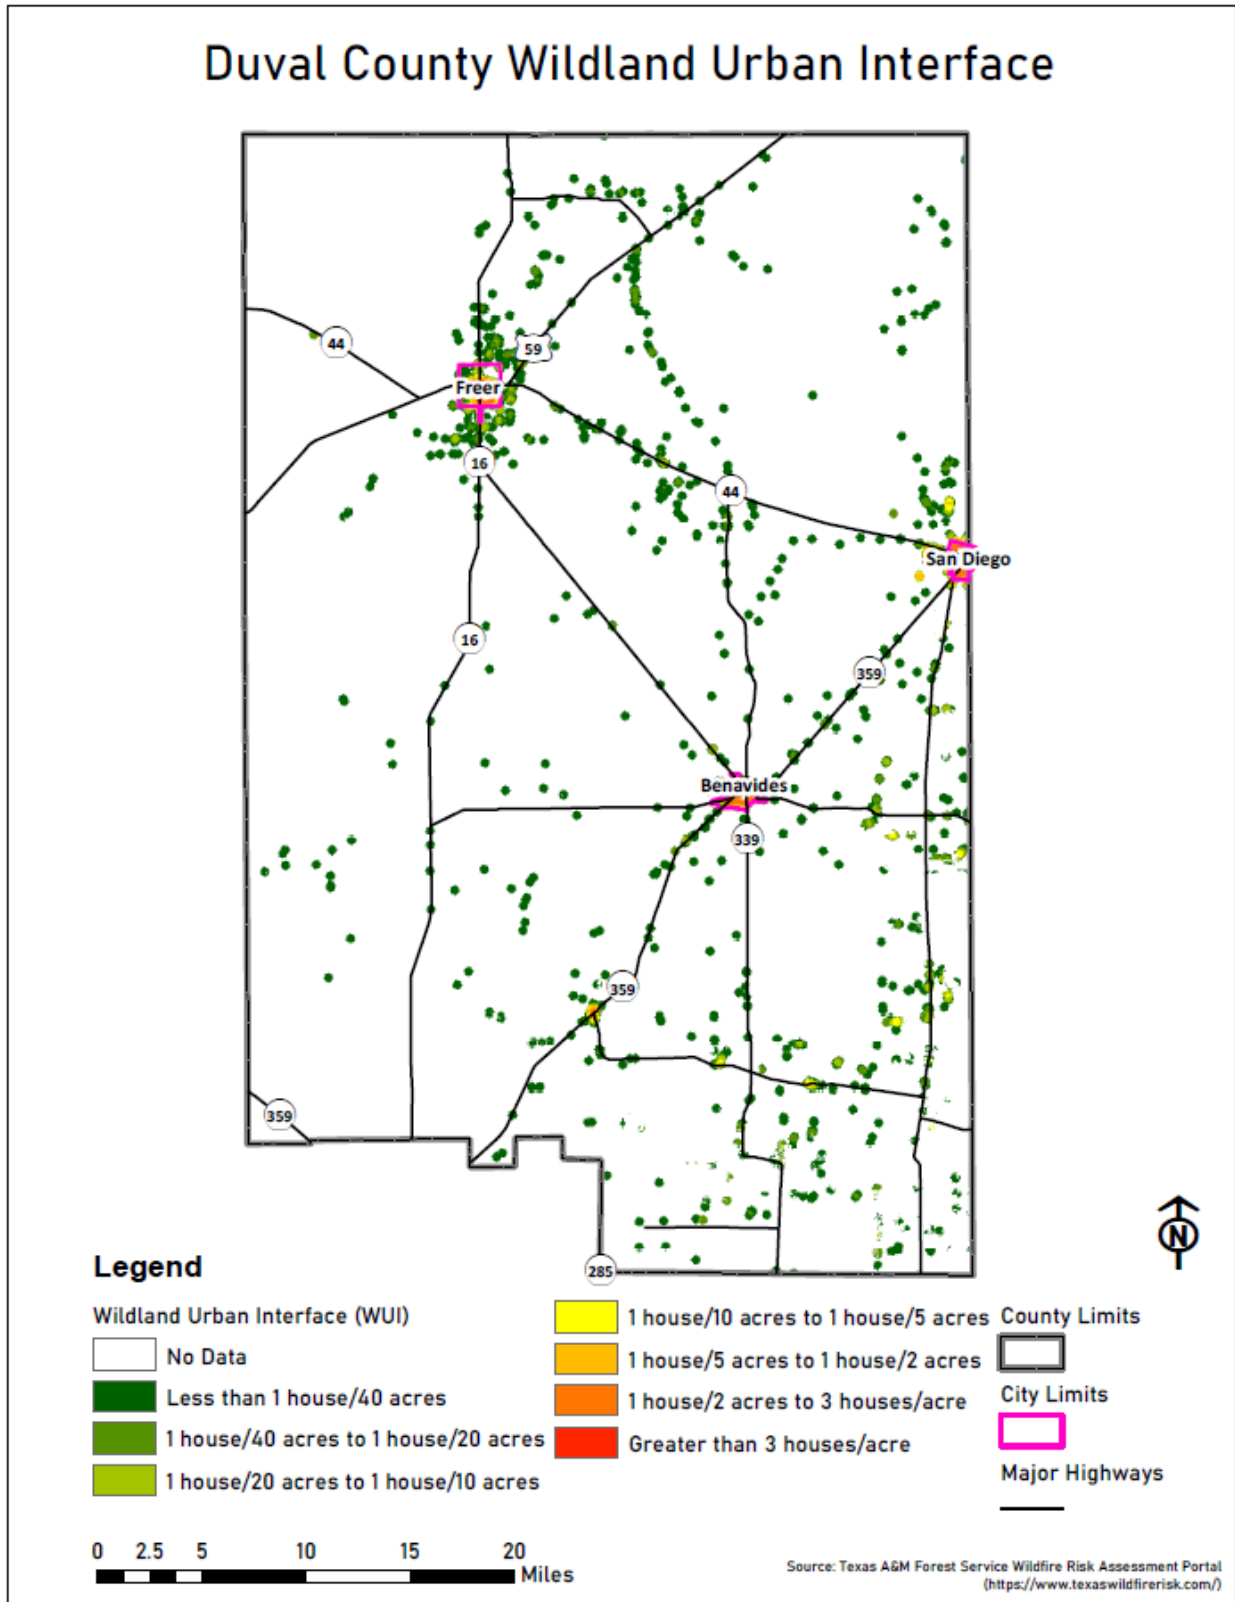 Duval County Wildland Urban Interface
44
59
Freer
16
44
San Diego
16
359
Benavides
339
359
359
285
N
Legend
Wildland Urban Interface (WUI)
No Data
Less than 1 house/40 acres
1 house/40 acres to 1 house/20 acres
1 house/20 acres to 1 house/10 acres
1 house/10 acres to 1 house/5 acres
1 house/5 acres to 1 house/2 acres
1 house/2 acres to 3 houses/acre
Greater than 3 houses/acre
County Limits
City Limits
Major Highways
0 2.5 5 10 15 20
Miles
Source: Texas A&M Forest Service Wildfire Risk Assessment Portal
(https://www.texaswildfirerisk.com/)